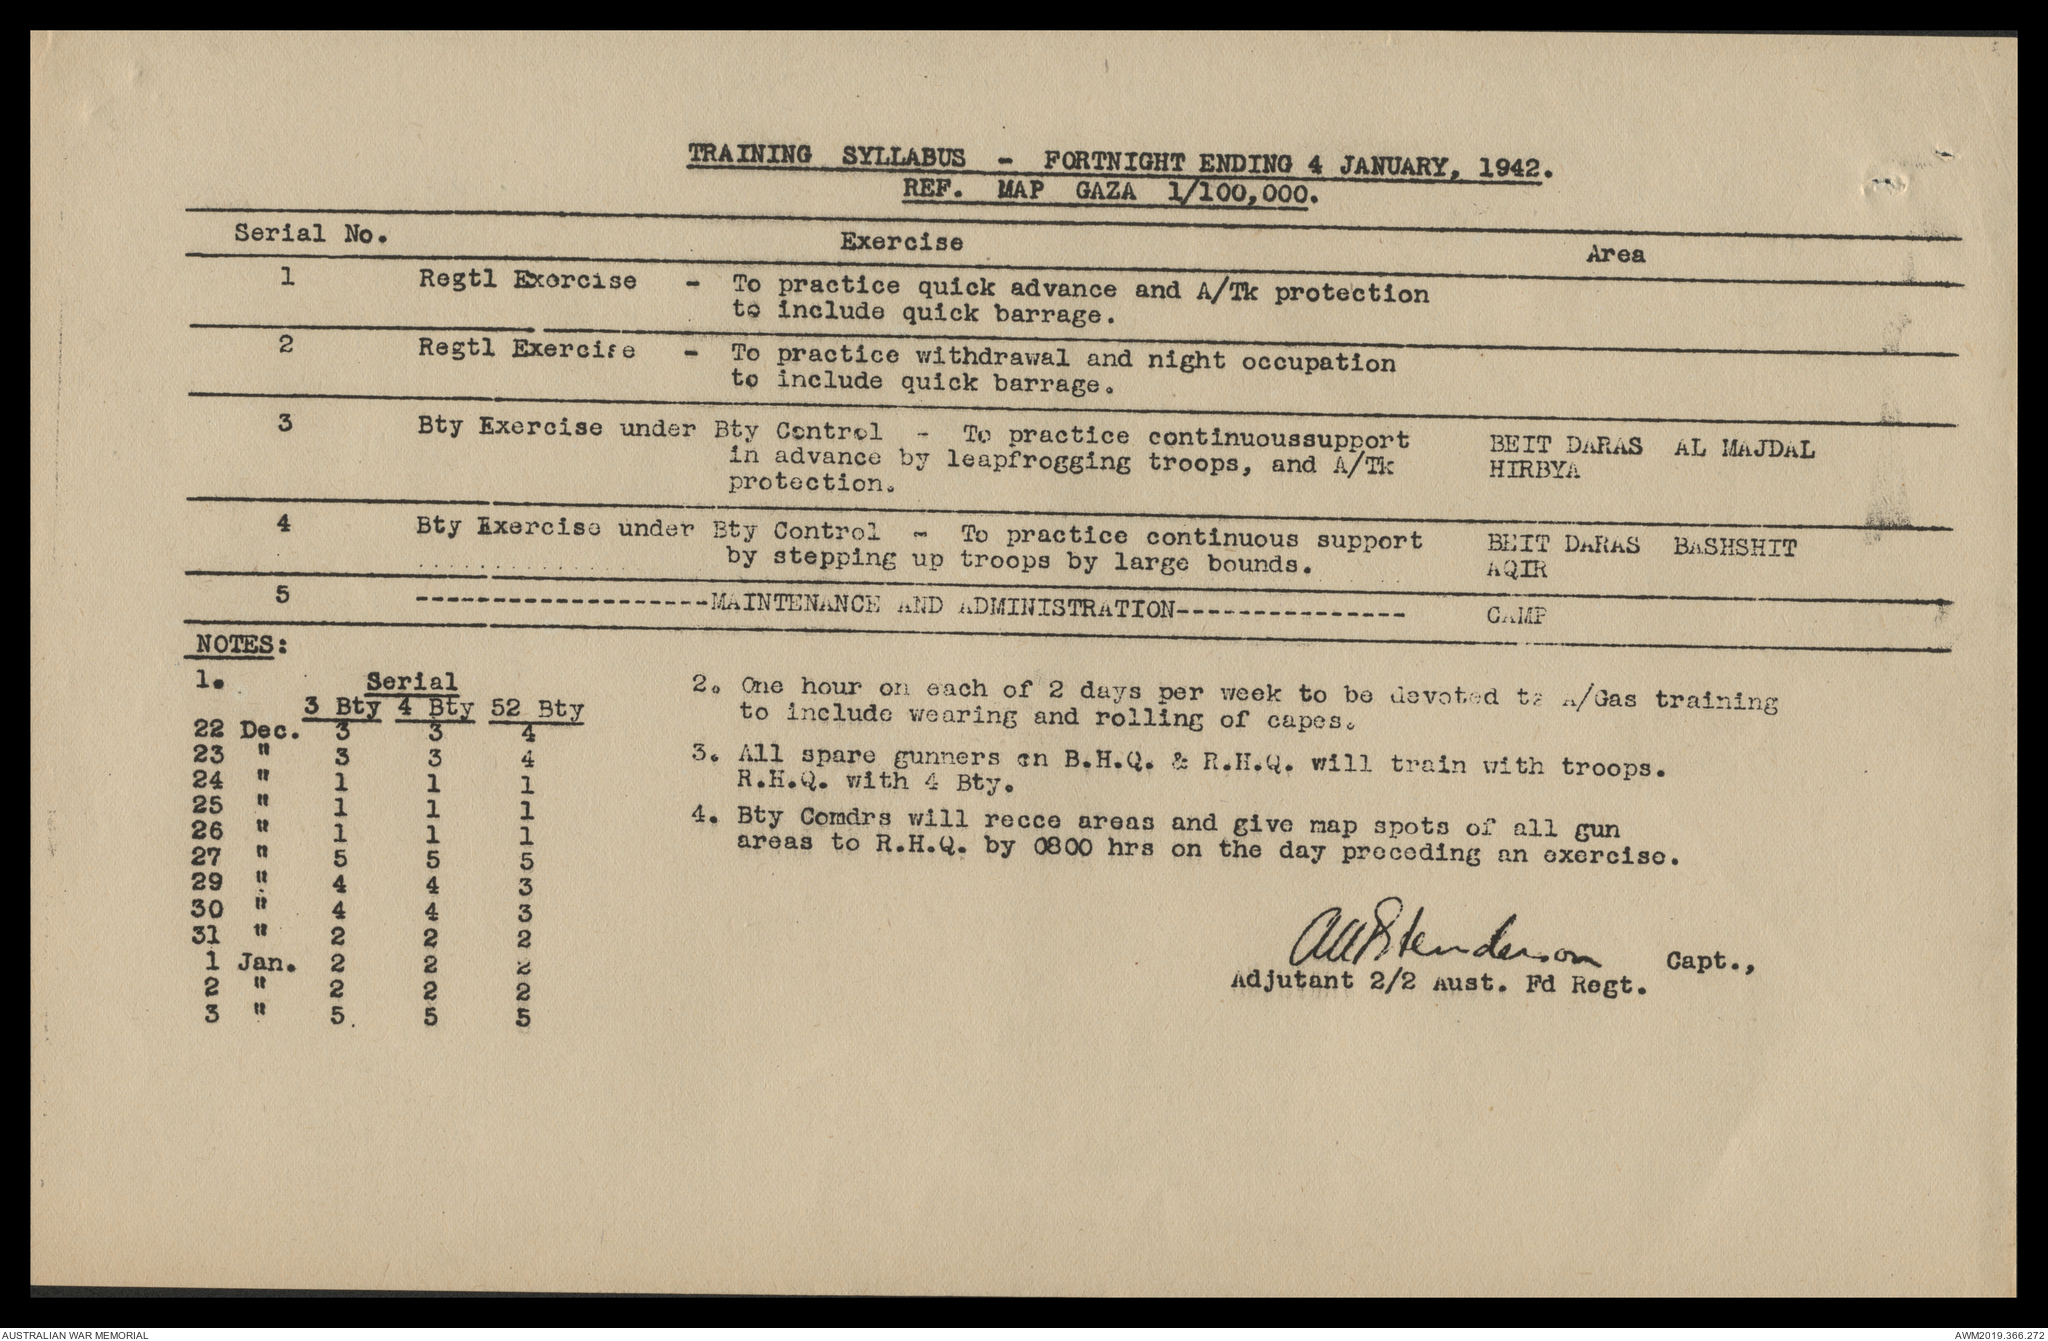 TRAINING SYLLABUS - FORTNIGHT ENDING 4 JANUARY, 1942.
REF. MAP GAZA 1/100,000.
Serial No. Exercise Area
1 Regtl Exercise - To practice quick advance and A/Tk protection
to include quick barrage.
2 Regtl Exercise - To practice withdrawal and night occupation
to include quick barrage.
3 Bty Exercise under Bty Control - To practice continuoussupport BEIT DARAS AL MAJDAL
in advance by leapfrogging troops, and A/Tk HIRBYA
protection.
4 Bty Exercise under Bty Control - To practice continuous support BEIT DARAS BASHSHIT
by stepping up troops by large bounds. AQIR
5 -------------------MAINTENANCE AND ADMINISTRATION--------------- CAMP
NOTES:
1. Serial
3 Bty 4 Bty 52 Bty
22 Dec. 3 3 4
23 " 3 3 4
24 " 1 1 1
25 " 1 1 1
26 " 1 1 1
27 " 5 5 5
29 " 4 4 3
30 " 4 4 3
31 " 2 2 2
1 Jan. 2 2 2
2 " 2 2 2
3 " 5 5 5
2. One hour on each of 2 days per week to be devoted to A/Gas training
to include wearing and rolling of capes.
3. All spare gunners on B.H.Q. & R.H.Q. will train with troops.
R.H.Q. with 4 Bty.
4. Bty Comdrs will recce areas and give map spots of all gun
areas to R.H.Q. by 0800 hrs on the day preceding an exercise.
Henderson Capt.,
Adjutant 2/2 Aust. Fd Regt.
AUSTRALIAN WAR MEMORIAL AWM2019.366.272